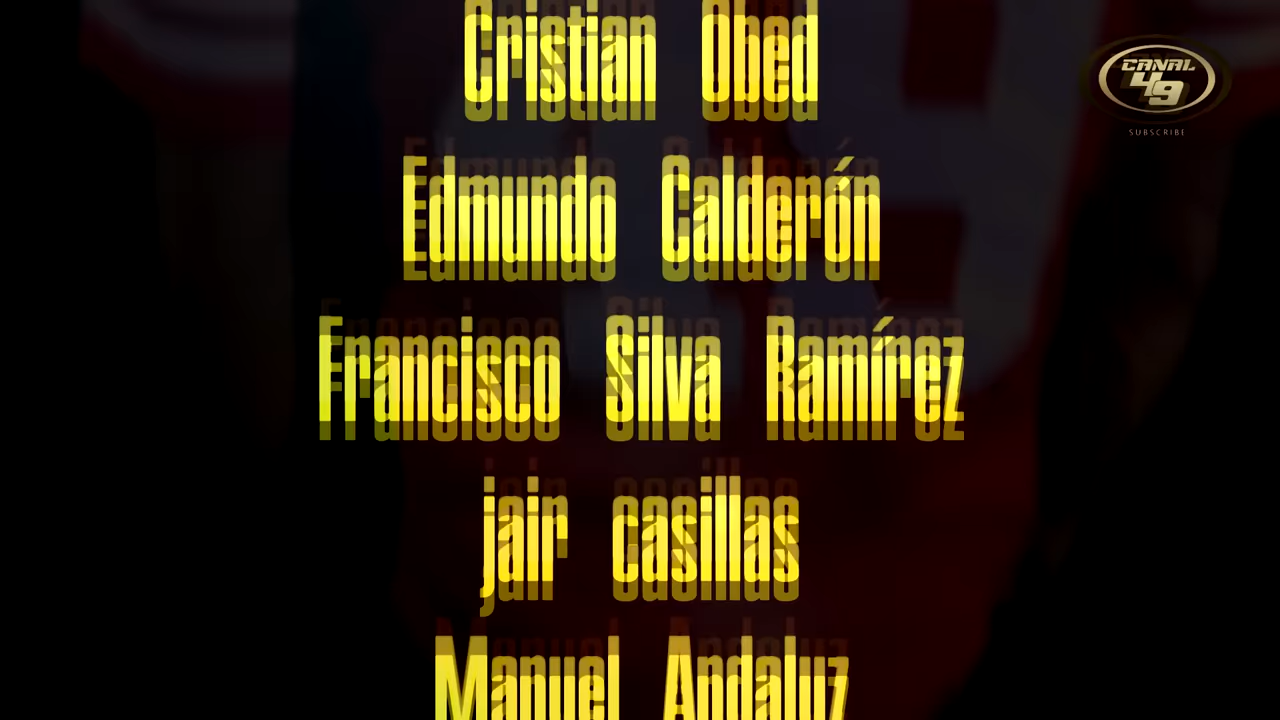 Cristian Obed
CANAL
49
SUBSCRIBE
Edmundo Calderón
Francisco Silva Ramírez
jair casillas
Manuel Andaluz